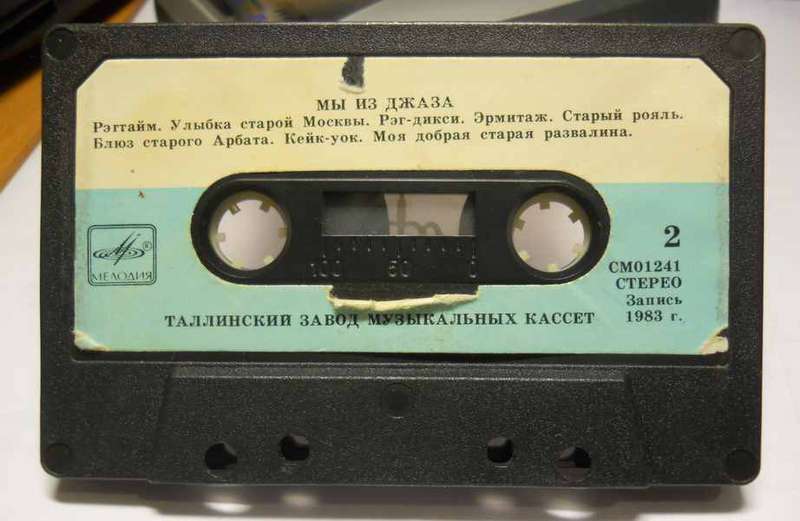 МЫ ИЗ ДЖАЗА
Рэгтайм. Улыбка старой Москвы. Рэг-дикси. Эрмитаж. Старый рояль.
Блюз старого Арбата. Кейк-уок. Моя добрая старая развалина.
2
®
МЕЛОДИЯ
100 50 0
СМ01241
СТЕРЕО
Запись
1983 г.
ТАЛЛИНСКИЙ ЗАВОД МУЗЫКАЛЬНЫХ КАССЕТ